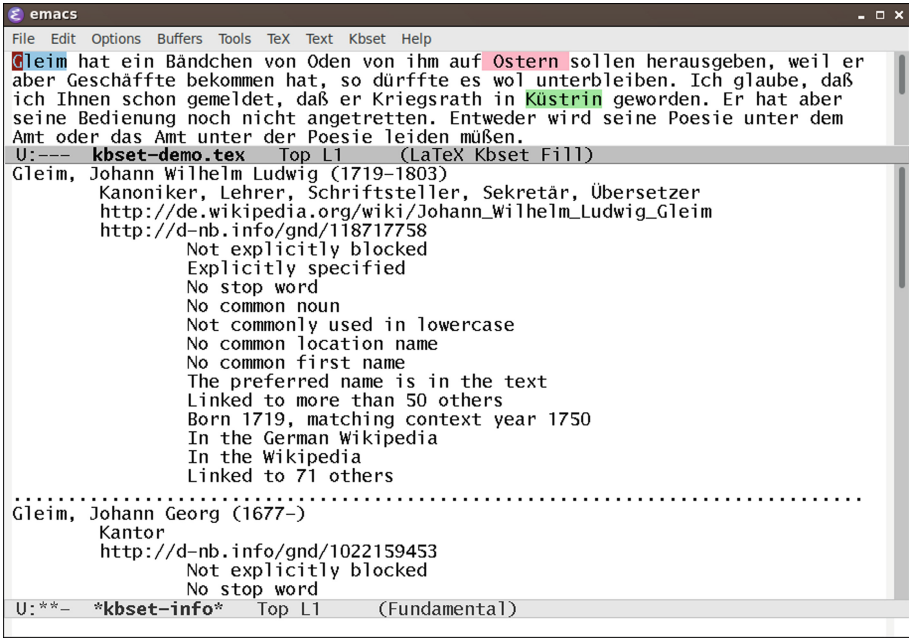 emacs
File Edit Options Buffers Tools TeX Text Kbset Help
Gleim hat ein Bändchen von Oden von ihm auf Ostern sollen herausgeben, weil er
aber Geschäffte bekommen hat, so dürffte es wol unterbleiben. Ich glaube, daß
ich Ihnen schon gemeldet, daß er Kriegsrath in Küstrin geworden. Er hat aber
seine Bedienung noch nicht angetretten. Entweder wird seine Poesie unter dem
Amt oder das Amt unter der Poesie leiden müßen.
U:--- kbset-demo.tex Top L1 (LaTeX Kbset Fill)
Gleim, Johann Wilhelm Ludwig (1719-1803)
Kanoniker, Lehrer, Schriftsteller, Sekretär, Übersetzer
http://de.wikipedia.org/wiki/Johann_Wilhelm_Ludwig_Gleim
http://d-nb.info/gnd/118717758
Not explicitly blocked
Explicitly specified
No stop word
No common noun
Not commonly used in lowercase
No common location name
No common first name
The preferred name is in the text
Linked to more than 50 others
Born 1719, matching context year 1750
In the German Wikipedia
In the Wikipedia
Linked to 71 others
..............................................................................
Gleim, Johann Georg (1677-)
Kantor
http://d-nb.info/gnd/1022159453
Not explicitly blocked
No stop word
U:**- *kbset-info* Top L1 (Fundamental)